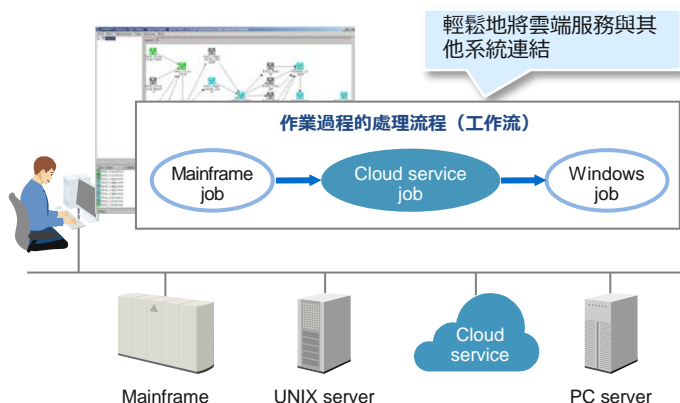 輕鬆地將雲端服務與其
他系統連結
作業過程的處理流程（工作流）
Mainframe
job
Cloud service
job
Windows
job
Cloud
service
Mainframe
UNIX server
PC server